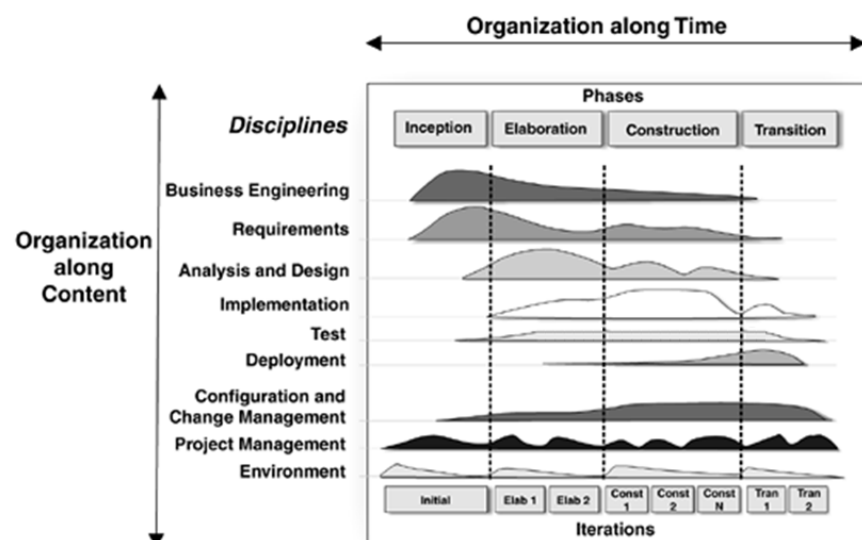 Organization along Time
Phases
Disciplines
Inception
Elaboration
Construction
Transition
Business Engineering
Requirements
Organization
along
Content
Analysis and Design
Implementation
Test
Deployment
Configuration and
Change Management
Project Management
Environment
Initial
Elab 1
Elab 2
Const
1
Const
2
Const
N
Tran
1
Tran
2
Iterations